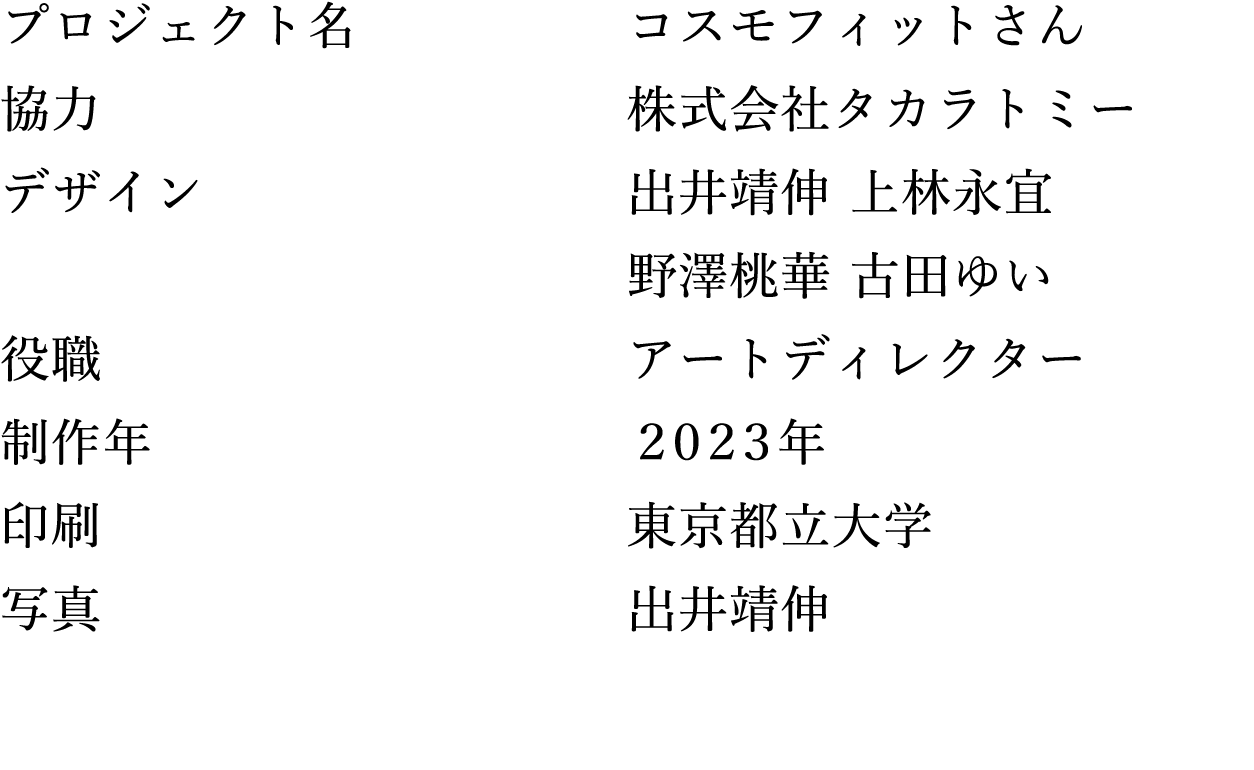 プロジェクト名 コスモフィットさん
協力 株式会社タカラトミー
デザイン 出井靖伸 上林永宜
野澤桃華 古田ゆい
役職 アートディレクター
制作年 2023年
印刷 東京都立大学
写真 出井靖伸